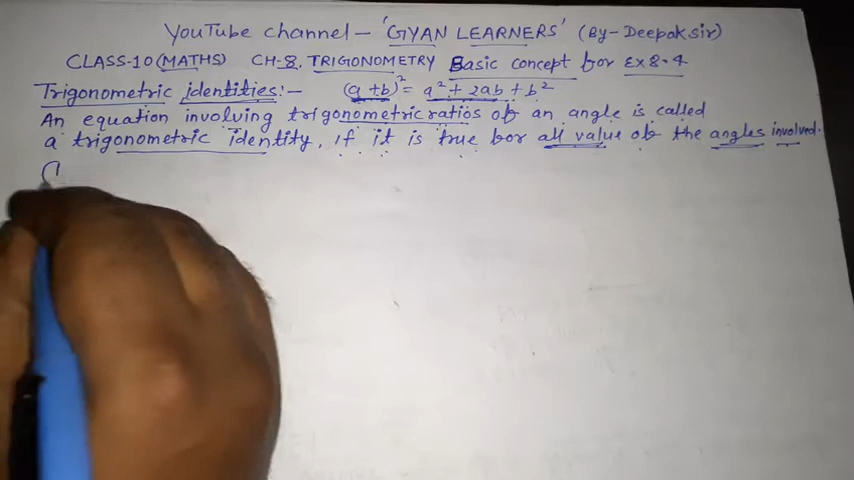 YouTube channel – 'GYAN LEARNERS' (By – Deepak sir)
CLASS-10 (MATHS) CH-8. TRIGONOMETRY Basic concept for Ex 8.4
Trigonometric identities:- (a+b)² = a² + 2ab + b²
An equation involving trigonometric ratios of an angle is called
a trigonometric identity, if it is true for all value of the angles involved.